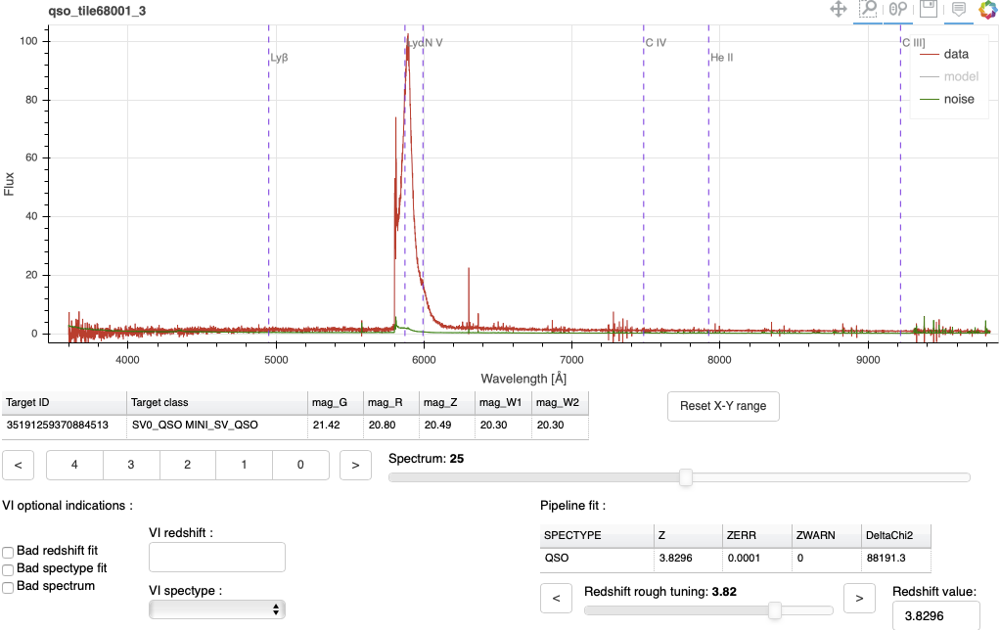 qso_tile68001_3
100
80
60
40
20
0
Flux
Lyβ
N V
C IV
He II
C III]
data
model
noise
4000 5000 6000 7000 8000 9000
Wavelength [Å]
Target ID Target class mag_G mag_R mag_Z mag_W1 mag_W2
35191259370884513 SV0_QSO MINI_SV_QSO 21.42 20.80 20.49 20.30 20.30
Reset X-Y range
< 4 3 2 1 0 >
Spectrum: 25
VI optional indications :
Bad redshift fit
Bad spectype fit
Bad spectrum
VI redshift :
VI spectype :
Pipeline fit :
SPECTYPE Z ZERR ZWARN DeltaChi2
QSO 3.8296 0.0001 0 88191.3
< Redshift rough tuning: 3.82 >
Redshift value:
3.8296